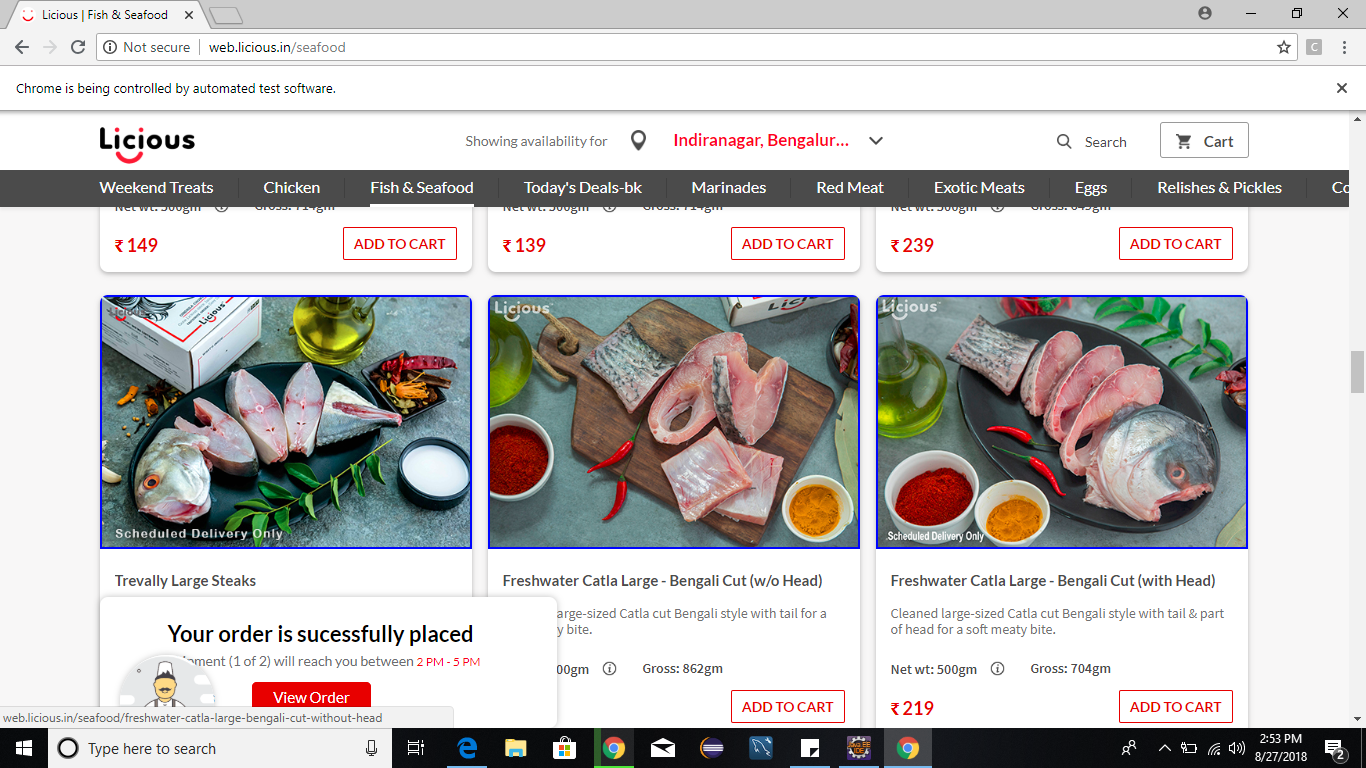 Licious | Fish & Seafood
Not secure
web.licious.in/seafood
C
Chrome is being controlled by automated test software.
Licious
Showing availability for
Indiranagar, Bengalur...
Search
Cart
Weekend Treats
Chicken
Fish & Seafood
Today's Deals-bk
Marinades
Red Meat
Exotic Meats
Eggs
Relishes & Pickles
Co
Net wt: 500gm
Gross: 714gm
Net wt: 500gm
Gross: 714gm
Net wt: 500gm
₹ 149
ADD TO CART
₹ 139
ADD TO CART
₹ 239
ADD TO CART
Licious
Licious
Scheduled Delivery Only
Licious
Licious
Scheduled Delivery Only
Trevally Large Steaks
Freshwater Catla Large - Bengali Cut (w/o Head)
arge-sized Catla cut Bengali style with tail for a
y bite.
00gm
Gross: 862gm
ADD TO CART
Freshwater Catla Large - Bengali Cut (with Head)
Cleaned large-sized Catla cut Bengali style with tail & part
of head for a soft meaty bite.
Net wt: 500gm
Gross: 704gm
₹ 219
ADD TO CART
Your order is sucessfully placed
ment (1 of 2) will reach you between 2 PM - 5 PM
View Order
web.licious.in/seafood/freshwater-catla-large-bengali-cut-without-head
Type here to search
2:53 PM
8/27/2018
2